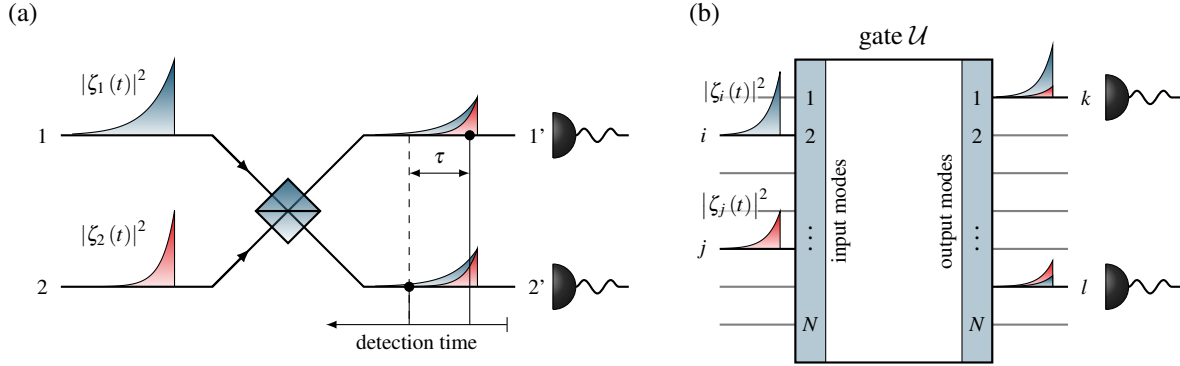 (a)
|ζ₁(t)|²
1
1'
τ
|ζ₂(t)|²
2
2'
detection time
(b)
gate 𝒰
|ζᵢ(t)|²
i
|ζⱼ(t)|²
j
1
2
⋮
N
input modes
output modes
1
2
⋮
N
k
l